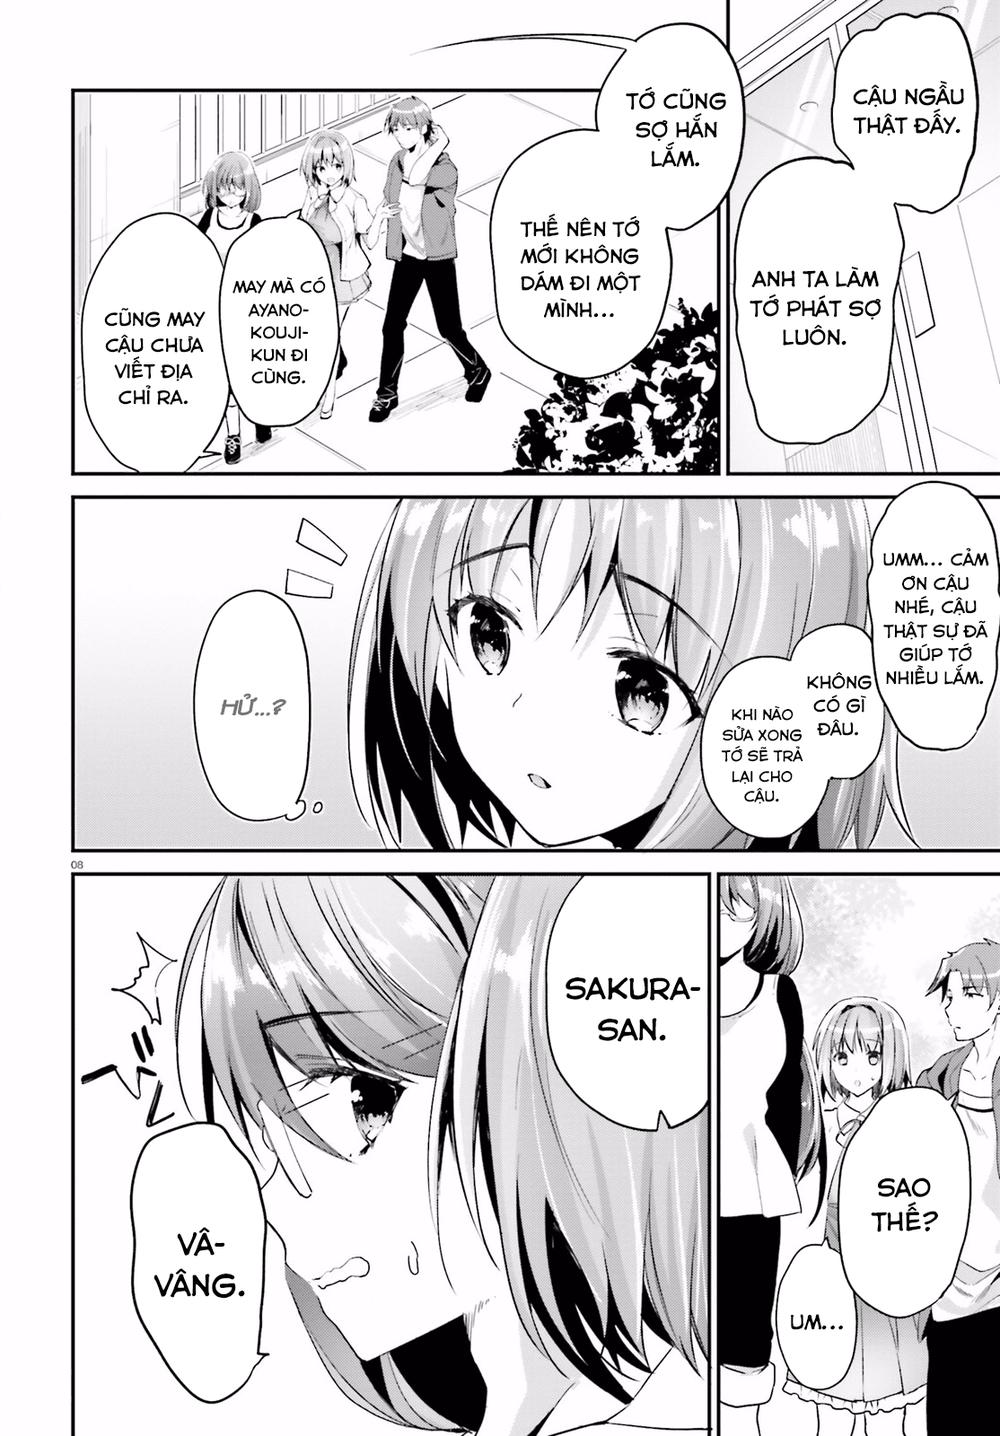 CẬU NGẦU
THẬT ĐẤY.
ANH TA LÀM
TỚ PHÁT SỢ
LUÔN.
TỚ CŨNG
SỢ HẮN
LẮM.
THẾ NÊN TỚ
MỚI KHÔNG
DÁM ĐI MỘT
MÌNH...
MAY MÀ CÓ
AYANO-
KOUJI-
KUN ĐI
CÙNG.
CŨNG MAY
CẬU CHƯA
VIẾT ĐỊA
CHỈ RA.
UMM... CẢM
ƠN CẬU
NHÉ, CẬU
THẬT SỰ ĐÃ
GIÚP TỚ
NHIỀU LẮM.
KHÔNG
CÓ GÌ
ĐÂU.
KHI NÀO
SỬA XONG
TỚ SẼ TRẢ
LẠI CHO
CẬU.
HỬ...?
08
SAO
THẾ?
UM...
SAKURA-
SAN.
VÂ-
VÂNG.